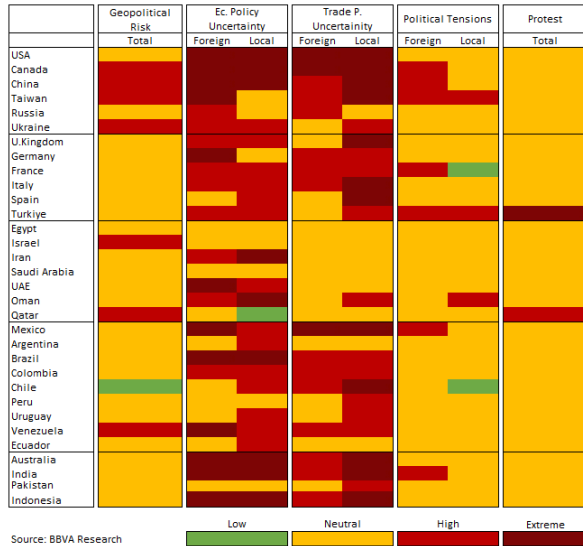 Geopolitical Risk
Ec. Policy Uncertainty
Trade P. Uncertainty
Political Tensions
Protest
Total Foreign Local Foreign Local Foreign Local Total
USA
Canada
China
Taiwan
Russia
Ukraine
U.Kingdom
Germany
France
Italy
Spain
Turkiye
Egypt
Israel
Iran
Saudi Arabia
UAE
Oman
Qatar
Mexico
Argentina
Brazil
Colombia
Chile
Peru
Uruguay
Venezuela
Ecuador
Australia
India
Pakistan
Indonesia
Low Neutral High Extreme
Source: BBVA Research